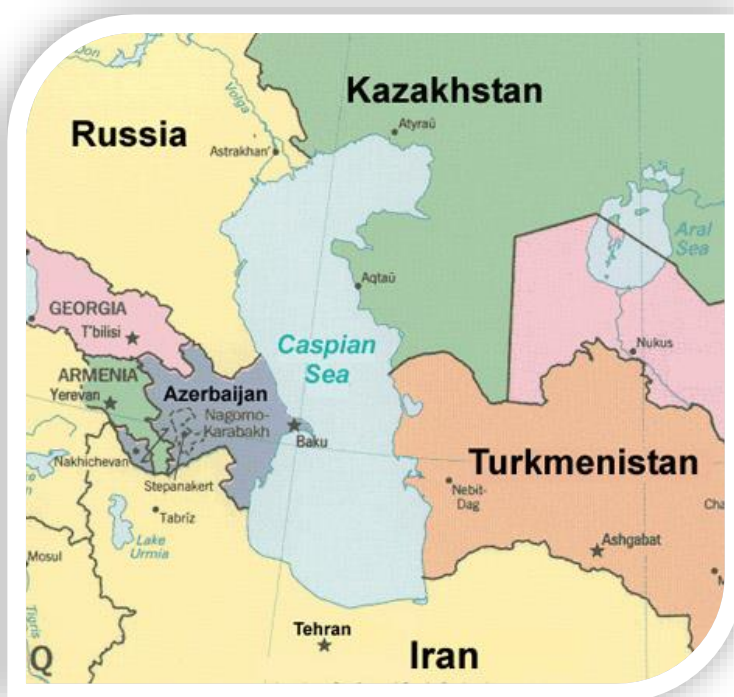 Don
Volga
Kazakhstan
Atyraū
Russia
Astrakhan'
Aral
Sea
Aqtaū
GEORGIA
T'bilisi
Caspian
Sea
Nukus
ARMENIA
Yerevan
Azerbaijan
Nagorno-
Karabakh
Baku
Nakhichevan
Turkmenistan
Stepanakert
Nebit-
Dag
Tabrīz
Cha
Lake
Urmia
Ashgabat
Mosul
M
Tigris
Tehran
Iran
Q